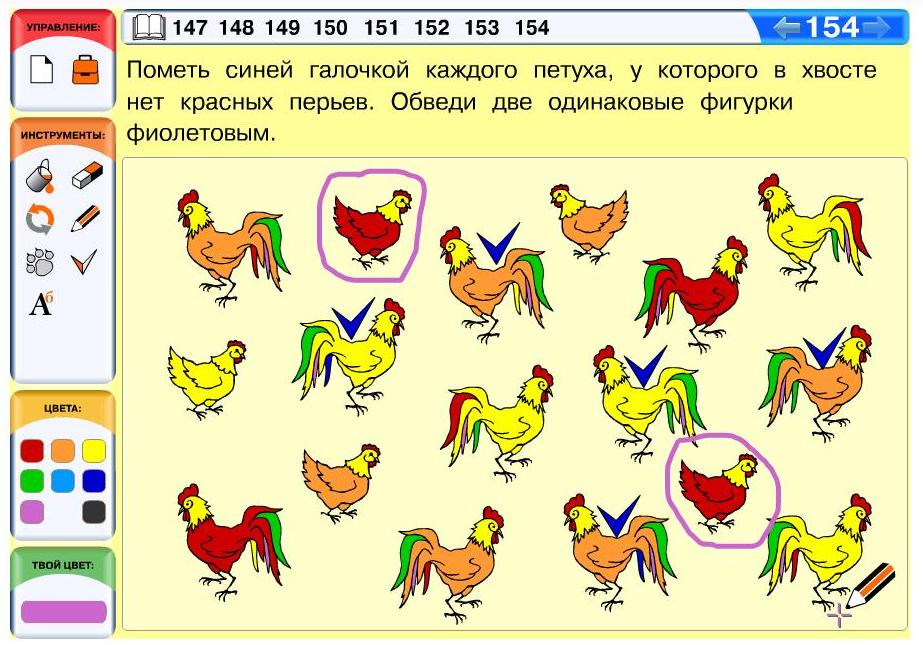 УПРАВЛЕНИЕ:
147 148 149 150 151 152 153 154
154
Пометь синей галочкой каждого петуха, у которого в хвосте
нет красных перьев. Обведи две одинаковые фигурки
фиолетовым.
ИНСТРУМЕНТЫ:
Аб
ЦВЕТА:
ТВОЙ ЦВЕТ: